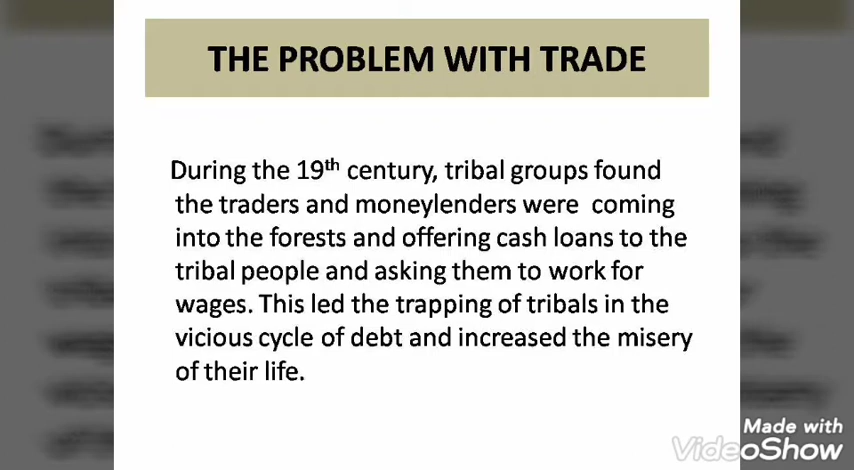 THE PROBLEM WITH TRADE
During the 19th century, tribal groups found
the traders and moneylenders were coming
into the forests and offering cash loans to the
tribal people and asking them to work for
wages. This led the trapping of tribals in the
vicious cycle of debt and increased the misery
of their life.
Made with
VideoShow